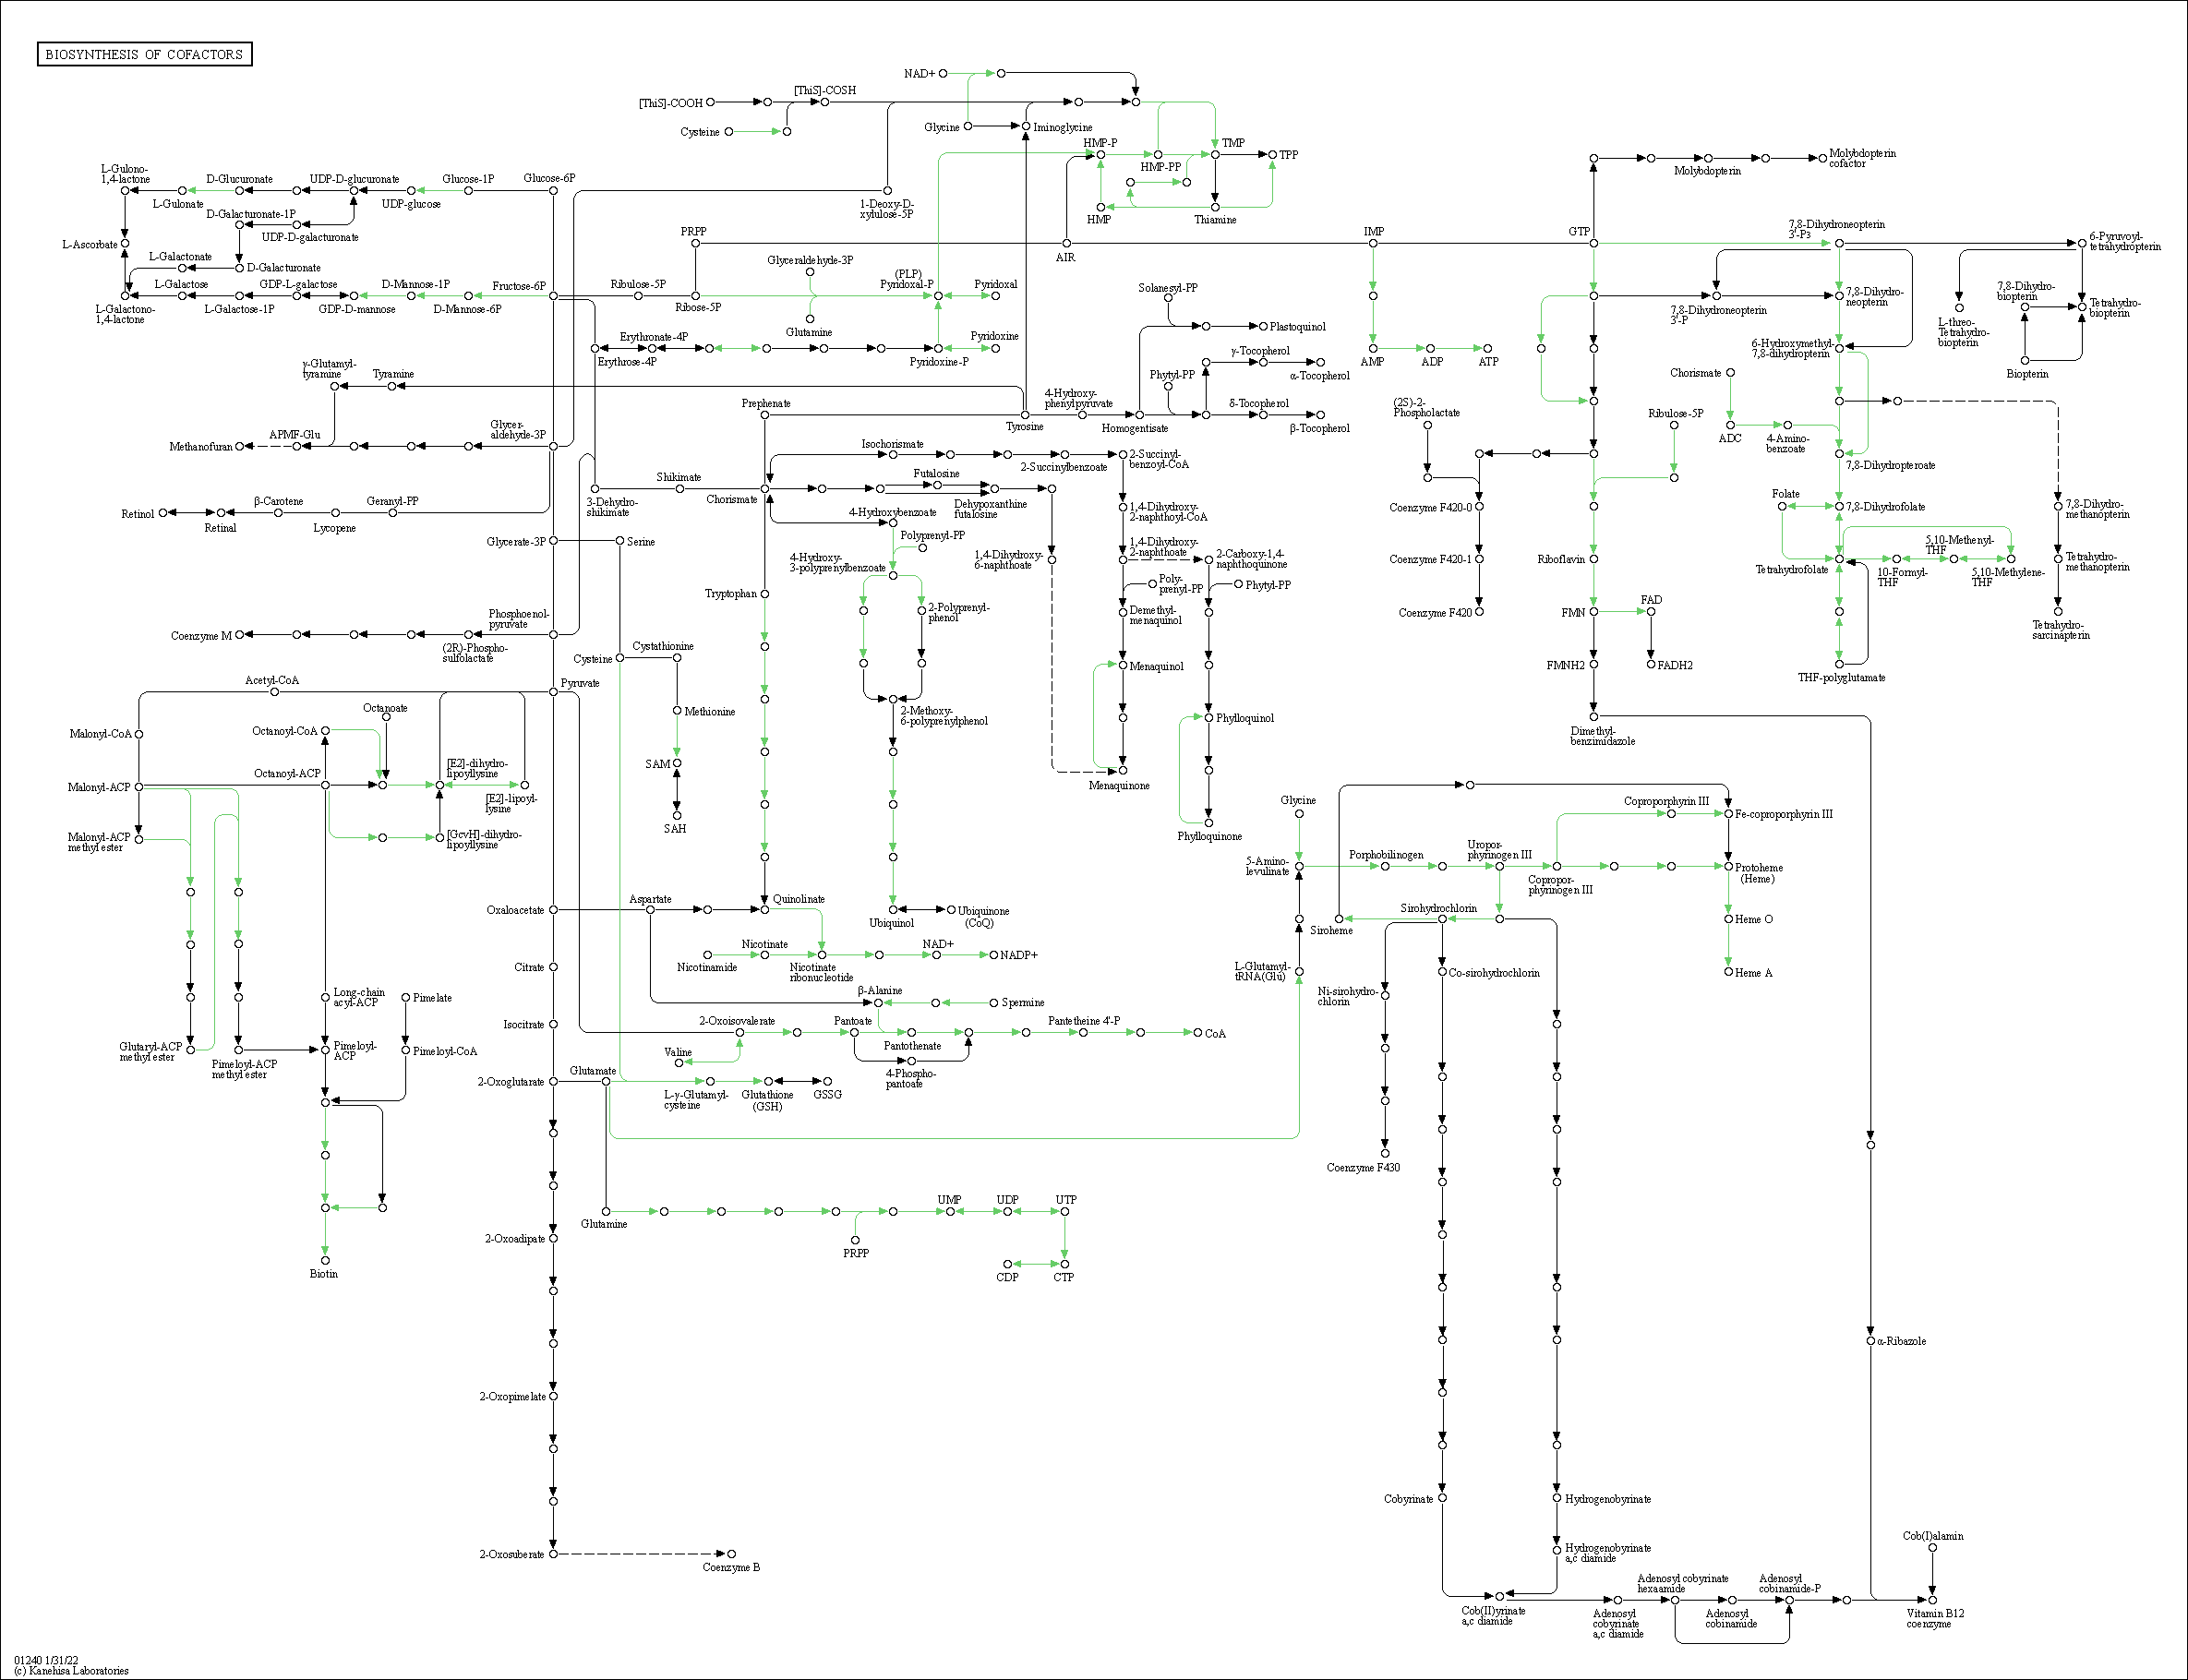 BIOSYNTHESIS OF COFACTORS
NAD+
[ThiS]-COOH
[ThiS]-COSH
Cysteine
Glycine
Iminoglycine
HMP-P
TMP
TPP
HMP-PP
HMP
Thiamine
Molybdopterin
cofactor
Molybdopterin
L-Gulono-
1,4-lactone
D-Glucuronate
UDP-D-glucuronate
Glucose-1P
Glucose-6P
L-Gulonate
UDP-glucose
1-Deoxy-D-
xylulose-5P
D-Galacturonate-1P
UDP-D-galacturonate
L-Ascorbate
L-Galactonate
D-Galacturonate
L-Galactose
GDP-L-galactose
D-Mannose-1P
Fructose-6P
L-Galactono-
1,4-lactone
L-Galactose-1P
GDP-D-mannose
D-Mannose-6P
PRPP
AIR
IMP
GTP
7,8-Dihydroneopterin
3'-P3
6-Pyruvoyl-
tetrahydropterin
Ribulose-5P
Ribose-5P
Glyceraldehyde-3P
(PLP)
Pyridoxal-P
Pyridoxal
Glutamine
Erythronate-4P
Erythrose-4P
Pyridoxine-P
Pyridoxine
Solanesyl-PP
Plastoquinol
γ-Tocopherol
α-Tocopherol
Phytyl-PP
δ-Tocopherol
β-Tocopherol
AMP
ADP
ATP
7,8-Dihydroneopterin
3'-P
7,8-Dihydro-
neopterin
L-threo-
Tetrahydro-
biopterin
7,8-Dihydro-
biopterin
Tetrahydro-
biopterin
Biopterin
6-Hydroxymethyl-
7,8-dihydropterin
γ-Glutamyl-
tyramine
Tyramine
Prephenate
Tyrosine
4-Hydroxy-
phenylpyruvate
Homogentisate
(2S)-2-
Phospholactate
Chorismate
Ribulose-5P
ADC
4-Amino-
benzoate
7,8-Dihydropteroate
Methanofuran
APMF-Glu
Glycer-
aldehyde-3P
Isochorismate
2-Succinylbenzoate
2-Succinyl-
benzoyl-CoA
Shikimate
3-Dehydro-
shikimate
Chorismate
Futalosine
Dehypoxanthine
futalosine
Retinol
Retinal
β-Carotene
Lycopene
Geranyl-PP
4-Hydroxybenzoate
1,4-Dihydroxy-
2-naphthoyl-CoA
Coenzyme F420-0
Folate
7,8-Dihydrofolate
7,8-Dihydro-
methanopterin
Glycerate-3P
Serine
Polyprenyl-PP
4-Hydroxy-
3-polyprenylbenzoate
1,4-Dihydroxy-
6-naphthoate
1,4-Dihydroxy-
2-naphthoate
2-Carboxy-1,4-
naphthoquinone
Coenzyme F420-1
Riboflavin
Tetrahydrofolate
10-Formyl-
THF
5,10-Methenyl-
THF
5,10-Methylene-
THF
Tetrahydro-
methanopterin
Tryptophan
2-Polyprenyl-
phenol
Poly-
prenyl-PP
Phytyl-PP
Demethyl-
menaquinol
Coenzyme F420
FMN
FAD
Tetrahydro-
sarcinapterin
Coenzyme M
(2R)-Phospho-
sulfolactate
Phosphoenol-
pyruvate
Cysteine
Cystathionine
Menaquinol
FMNH2
FADH2
THF-polyglutamate
Acetyl-CoA
Pyruvate
Methionine
2-Methoxy-
6-polyprenylphenol
Phylloquinol
Dimethyl-
benzimidazole
Malonyl-CoA
Octanoyl-CoA
Octanoate
SAM
Menaquinone
Malonyl-ACP
Octanoyl-ACP
[E2]-dihydro-
lipoyllysine
[E2]-lipoyl-
lysine
SAH
Malonyl-ACP
methyl ester
[GcvH]-dihydro-
lipoyllysine
Phylloquinone
Glycine
Coproporphyrin III
Fe-coproporphyrin III
5-Amino-
levulinate
Porphobilinogen
Uropor-
phyrinogen III
Copropor-
phyrinogen III
Protoheme
(Heme)
Oxaloacetate
Aspartate
Quinolinate
Ubiquinol
Ubiquinone
(CoQ)
Siroheme
Sirohydrochlorin
Heme O
Nicotinamide
Nicotinate
Nicotinate
ribonucleotide
NAD+
NADP+
Citrate
L-Glutamyl-
tRNA(Glu)
Co-sirohydrochlorin
Heme A
Ni-sirohydro-
chlorin
β-Alanine
Spermine
Long-chain
acyl-ACP
Pimelate
Isocitrate
2-Oxoisovalerate
Pantoate
Pantothenate
Pantetheine 4'-P
CoA
Glutaryl-ACP
methyl ester
Pimeloyl-ACP
methyl ester
Pimeloyl-
ACP
Pimeloyl-CoA
Valine
4-Phospho-
pantoate
2-Oxoglutarate
Glutamate
L-γ-Glutamyl-
cysteine
Glutathione
(GSH)
GSSG
Coenzyme F430
Glutamine
UMP
UDP
UTP
PRPP
CDP
CTP
2-Oxoadipate
Biotin
α-Ribazole
2-Oxopimelate
Cobyrinate
Hydrogenobyrinate
2-Oxosuberate
Coenzyme B
Hydrogenobyrinate
a,c diamide
Cob(I)alamin
Cob(II)yrinate
a,c diamide
Adenosyl
cobyrinate
a,c diamide
Adenosyl cobyrinate
hexaamide
Adenosyl
cobinamide
Adenosyl
cobinamide-P
Vitamin B12
coenzyme
01240 1/31/22
(c) Kanehisa Laboratories